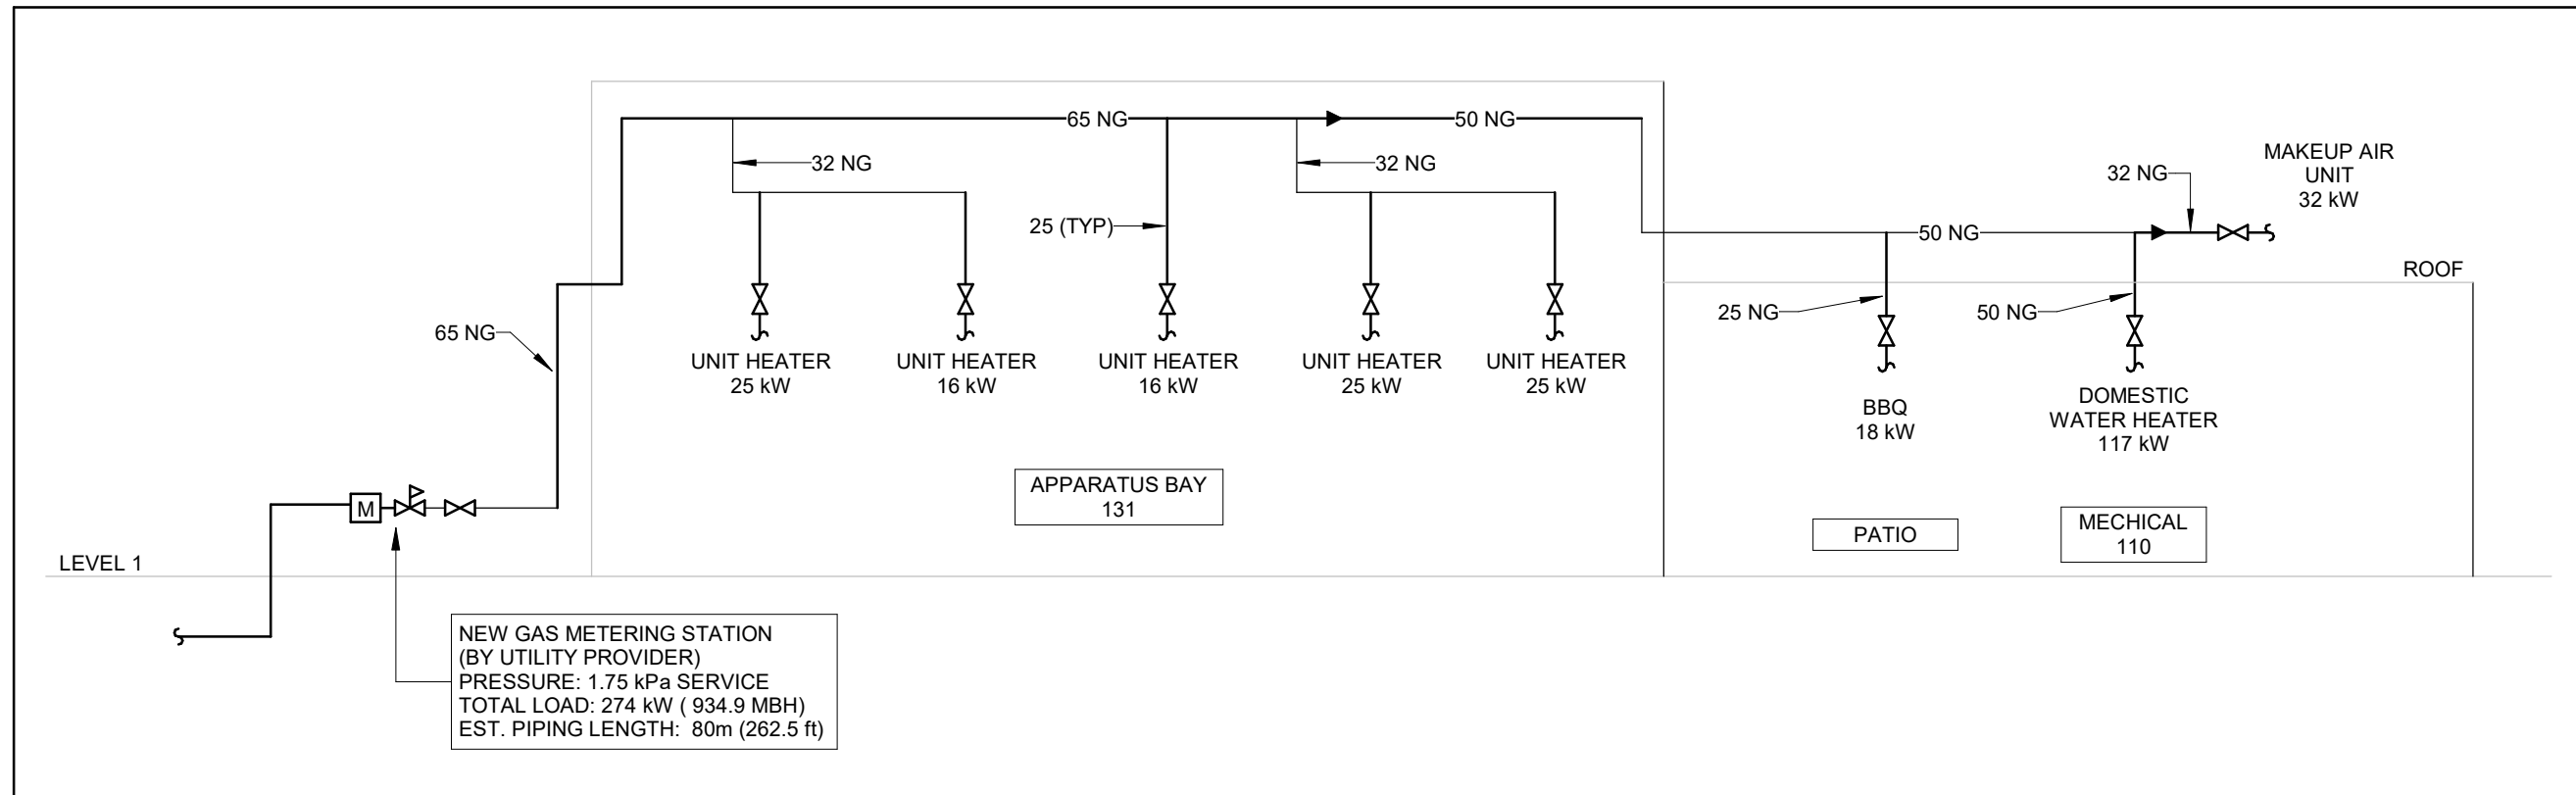 65 NG
50 NG
32 NG
32 NG
25 (TYP)
65 NG
UNIT HEATER
25 kW
UNIT HEATER
16 kW
UNIT HEATER
16 kW
UNIT HEATER
25 kW
UNIT HEATER
25 kW
APPARATUS BAY
131
MAKEUP AIR
UNIT
32 kW
32 NG
50 NG
ROOF
25 NG
50 NG
BBQ
18 kW
DOMESTIC
WATER HEATER
117 kW
PATIO
MECHICAL
110
M
LEVEL 1
NEW GAS METERING STATION
(BY UTILITY PROVIDER)
PRESSURE: 1.75 kPa SERVICE
TOTAL LOAD: 274 kW ( 934.9 MBH)
EST. PIPING LENGTH: 80m (262.5 ft)